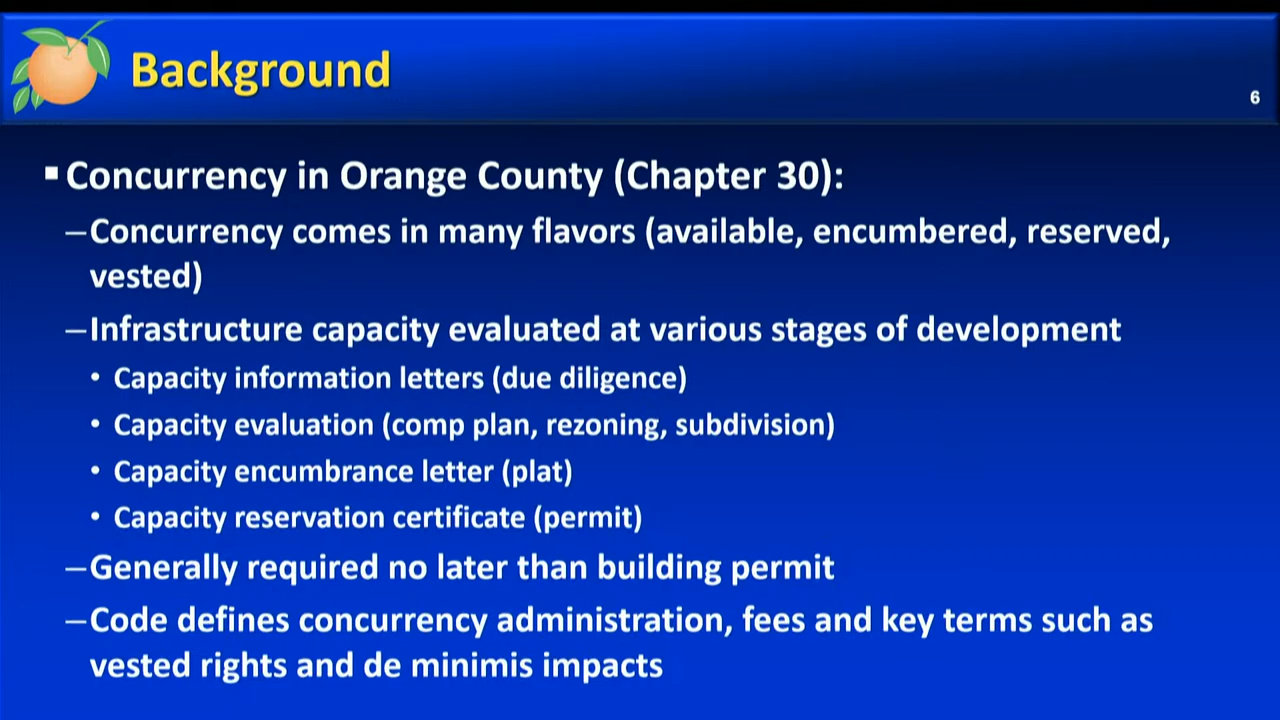 Background
6
▪ Concurrency in Orange County (Chapter 30):
–Concurrency comes in many flavors (available, encumbered, reserved,
vested)
–Infrastructure capacity evaluated at various stages of development
• Capacity information letters (due diligence)
• Capacity evaluation (comp plan, rezoning, subdivision)
• Capacity encumbrance letter (plat)
• Capacity reservation certificate (permit)
–Generally required no later than building permit
–Code defines concurrency administration, fees and key terms such as
vested rights and de minimis impacts